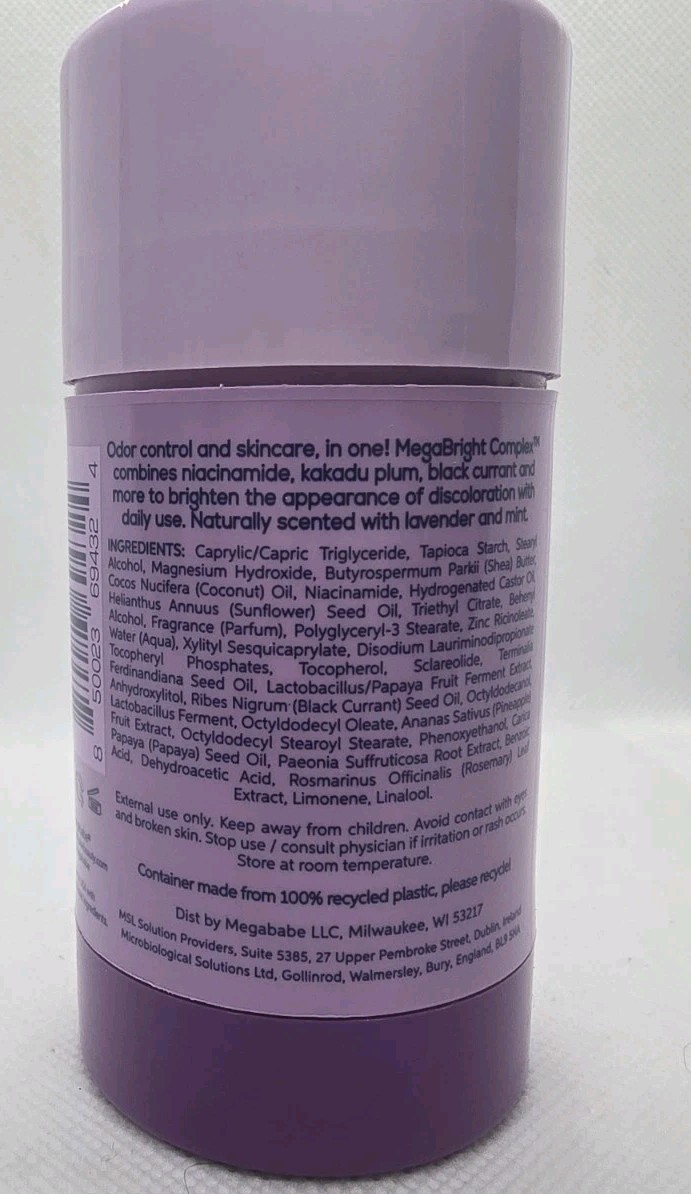 Odor control and skincare, in one! MegaBright Complex™
combines niacinamide, kakadu plum, black currant and
more to brighten the appearance of discoloration with
daily use. Naturally scented with lavender and mint.
INGREDIENTS: Caprylic/Capric Triglyceride, Tapioca Starch, Stearyl
Alcohol, Magnesium Hydroxide, Butyrospermum Parkii (Shea) Butter,
Cocos Nucifera (Coconut) Oil, Niacinamide, Hydrogenated Castor Oil,
Helianthus Annuus (Sunflower) Seed Oil, Triethyl Citrate, Behenyl
Alcohol, Fragrance (Parfum), Polyglyceryl-3 Stearate, Zinc Ricinoleate,
Water (Aqua), Xylityl Sesquicaprylate, Disodium Lauriminodipropionate
Tocopheryl Phosphates, Tocopherol, Sclareolide, Terminalia
Ferdinandiana Seed Oil, Lactobacillus/Papaya Fruit Ferment Extract,
Anhydroxylitol, Ribes Nigrum (Black Currant) Seed Oil, Octyldodecanol,
Lactobacillus Ferment, Octyldodecyl Oleate, Ananas Sativus (Pineapple)
Fruit Extract, Octyldodecyl Stearoyl Stearate, Phenoxyethanol, Carica
Papaya (Papaya) Seed Oil, Paeonia Suffruticosa Root Extract, Benzoic
Acid, Dehydroacetic Acid, Rosmarinus Officinalis (Rosemary) Leaf
Extract, Limonene, Linalool.
External use only. Keep away from children. Avoid contact with eyes
and broken skin. Stop use / consult physician if irritation or rash occurs.
Store at room temperature.
Container made from 100% recycled plastic, please recycle!
Dist by Megababe LLC, Milwaukee, WI 53217
MSL Solution Providers, Suite 5385, 27 Upper Pembroke Street, Dublin, Ireland
Microbiological Solutions Ltd, Gollinrod, Walmersley, Bury, England, BL9 5NA
8 50023 69432 4